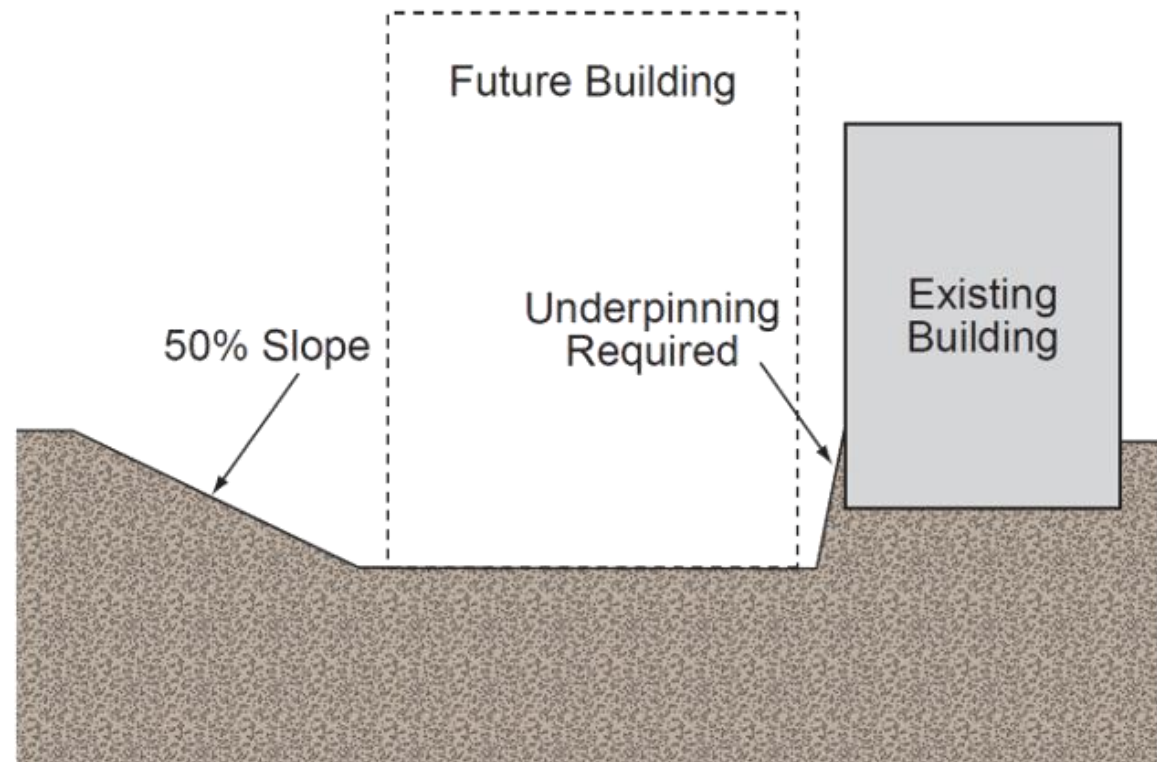 Future Building
50% Slope
Underpinning
Required
Existing
Building